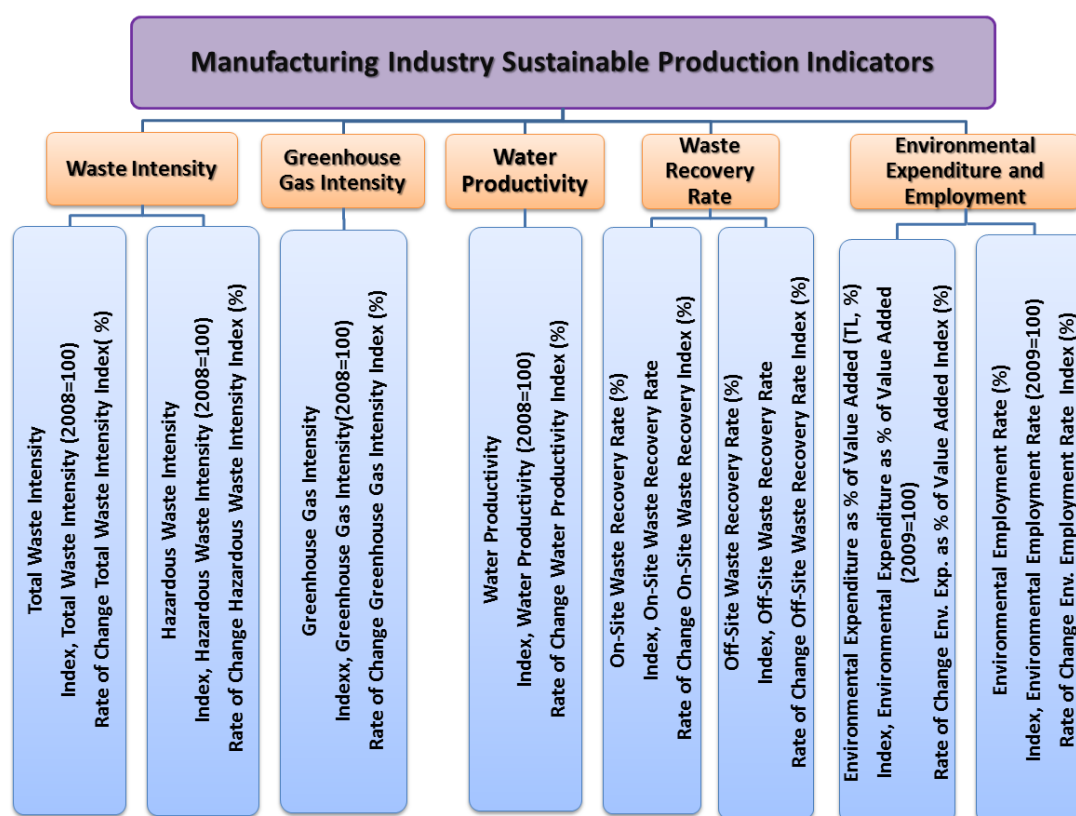 Manufacturing Industry Sustainable Production Indicators
Waste Intensity
Greenhouse
Gas Intensity
Water
Productivity
Waste
Recovery
Rate
Environmental
Expenditure and
Employment
Total Waste Intensity
Index, Total Waste Intensity (2008=100)
Rate of Change Total Waste Intensity Index( %)
Hazardous Waste Intensity
Index, Hazardous Waste Intensity (2008=100)
Rate of Change Hazardous Waste Intensity Index (%)
Greenhouse Gas Intensity
Indexx, Greenhouse Gas Intensity(2008=100)
Rate of Change Greenhouse Gas Intensity Index (%)
Water Productivity
Index, Water Productivity (2008=100)
Rate of Change Water Productivity Index (%)
On-Site Waste Recovery Rate (%)
Index, On-Site Waste Recovery Rate
Rate of Change On-Site Waste Recovery Index (%)
Off-Site Waste Recovery Rate (%)
Index, Off-Site Waste Recovery Rate
Rate of Change Off-Site Waste Recovery Rate Index (%)
Environmental Expenditure as % of Value Added (TL, %)
Index, Environmental Expenditure as % of Value Added
(2009=100)
Rate of Change Env. Exp. as % of Value Added Index (%)
Environmental Employment Rate (%)
Index, Environmental Employment Rate (2009=100)
Rate of Change Env. Employment Rate Index (%)